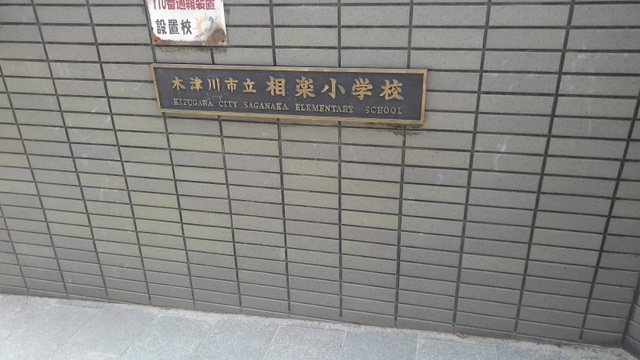 110番通報装置
設置校
木津川市立 相楽小学校
KIZUGAWA CITY SAGANAKA ELEMENTARY SCHOOL